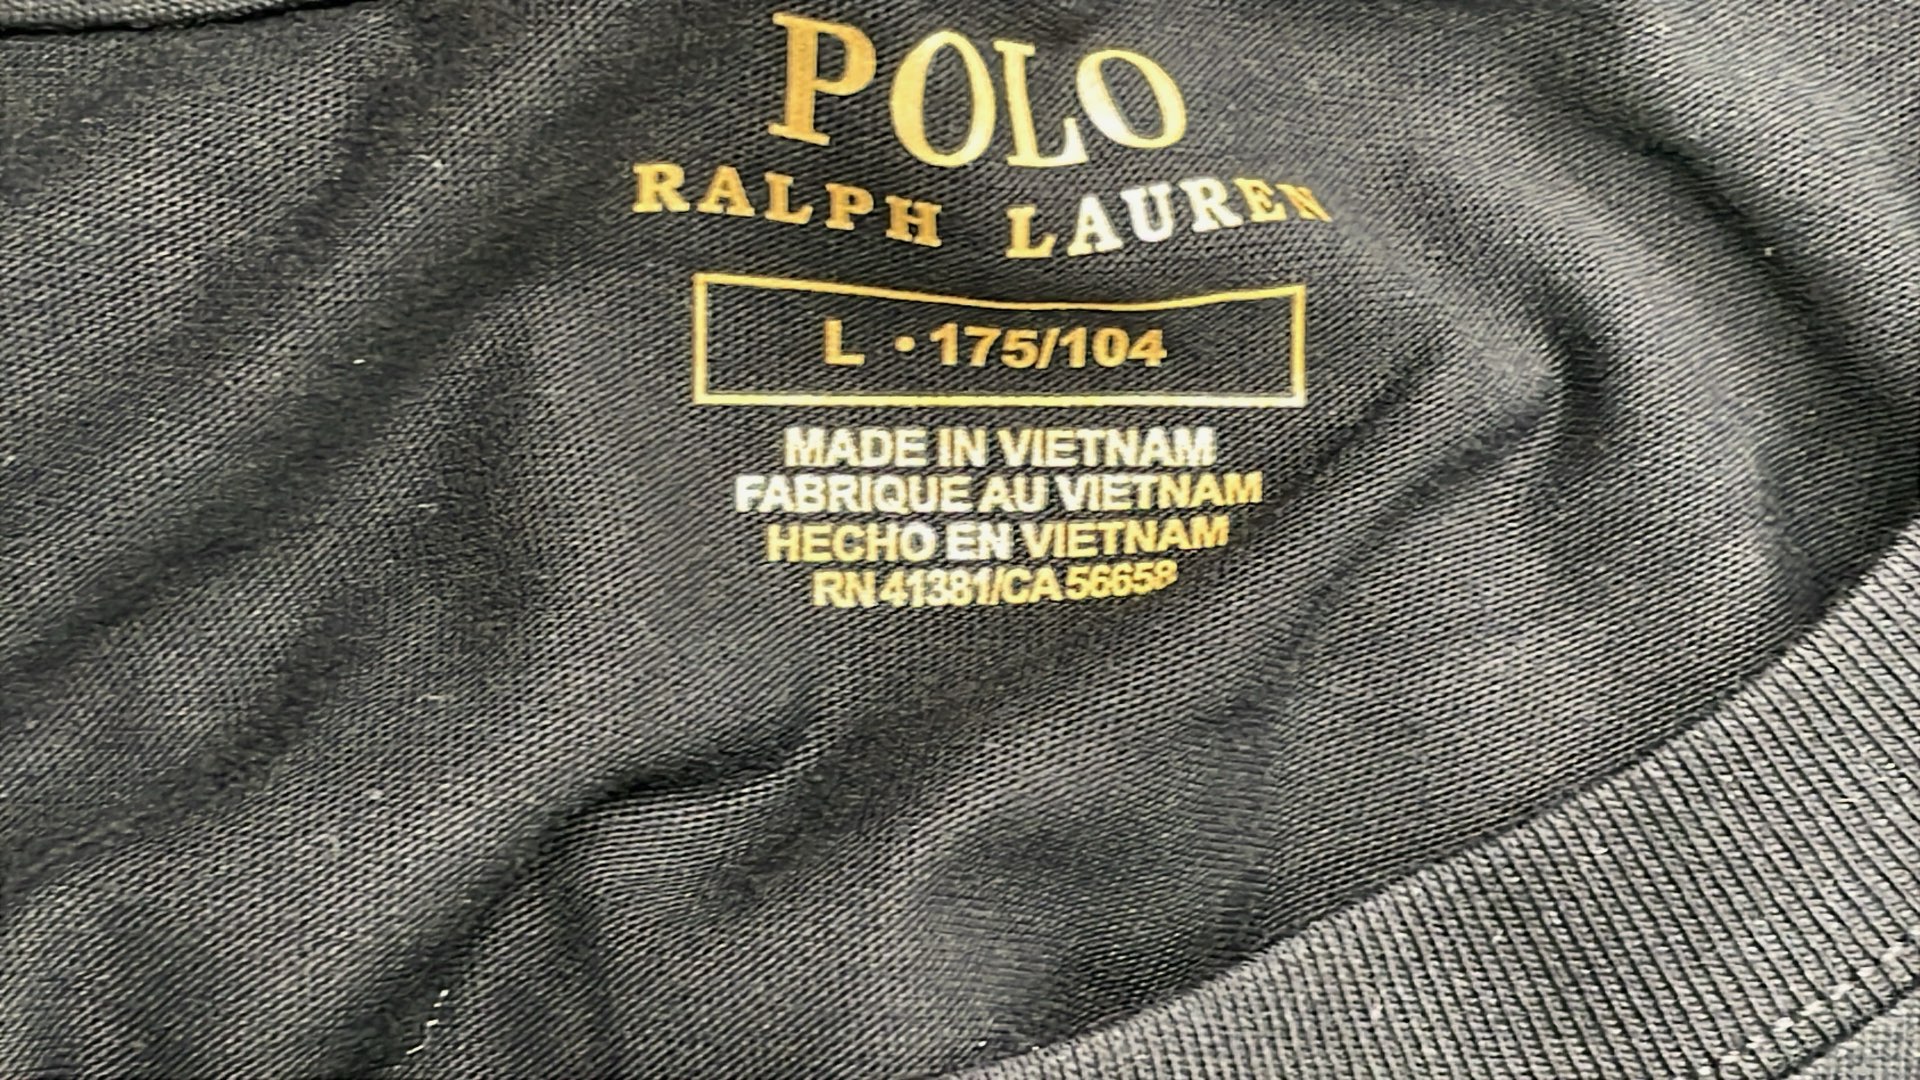 POLO
RALPH LAUREN
L • 175/104
MADE IN VIETNAM
FABRIQUE AU VIETNAM
HECHO EN VIETNAM
RN 41381/CA 56658